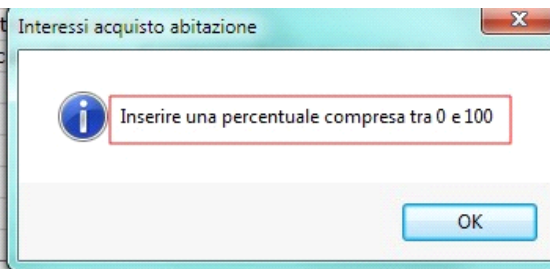 Interessi acquisto abitazione
Inserire una percentuale compresa tra 0 e 100
OK